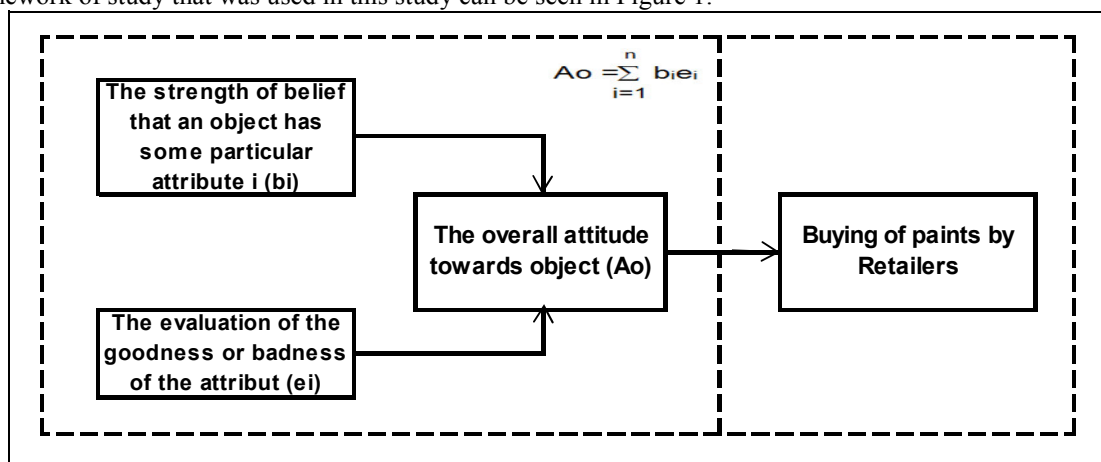 ework of study that was used in this study can be seen in Figure 1.
n
Ao =∑ biei
i=1
The strength of belief
that an object has
some particular
attribute i (bi)
The overall attitude
towards object (Ao)
Buying of paints by
Retailers
The evaluation of the
goodness or badness
of the attribut (ei)